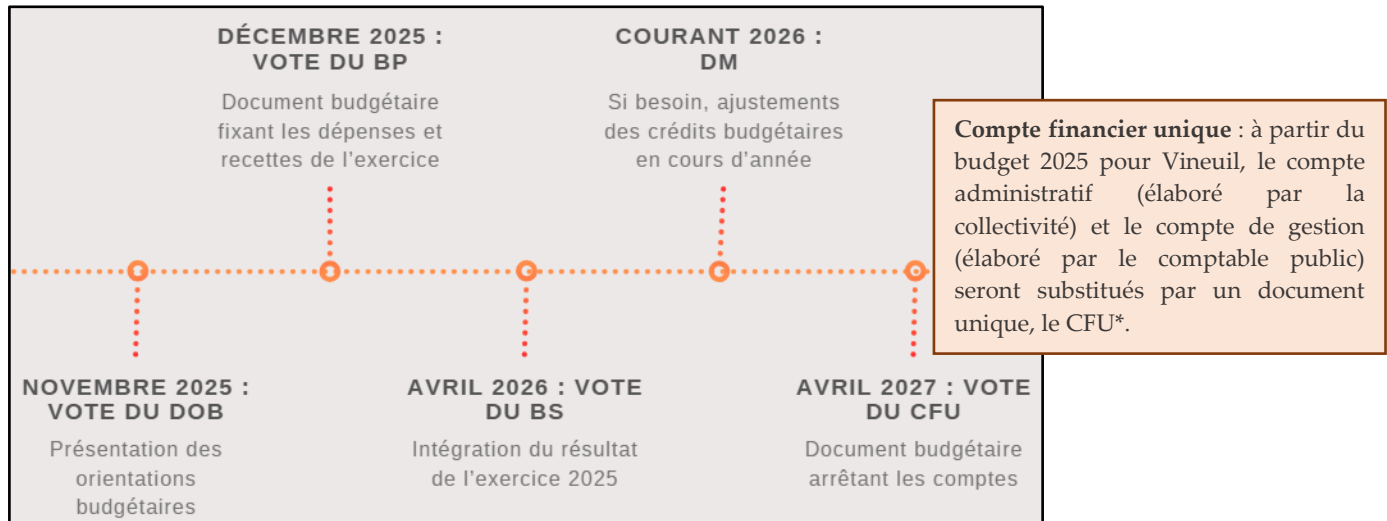 DÉCEMBRE 2025 :
VOTE DU BP
Document budgétaire
fixant les dépenses et
recettes de l'exercice
COURANT 2026 :
DM
Si besoin, ajustements
des crédits budgétaires
en cours d'année
Compte financier unique : à partir du
budget 2025 pour Vineuil, le compte
administratif (élaboré par la
collectivité) et le compte de gestion
(élaboré par le comptable public)
seront substitués par un document
unique, le CFU*.
NOVEMBRE 2025 :
VOTE DU DOB
Présentation des
orientations
budgétaires
AVRIL 2026 : VOTE
DU BS
Intégration du résultat
de l'exercice 2025
AVRIL 2027 : VOTE
DU CFU
Document budgétaire
arrêtant les comptes